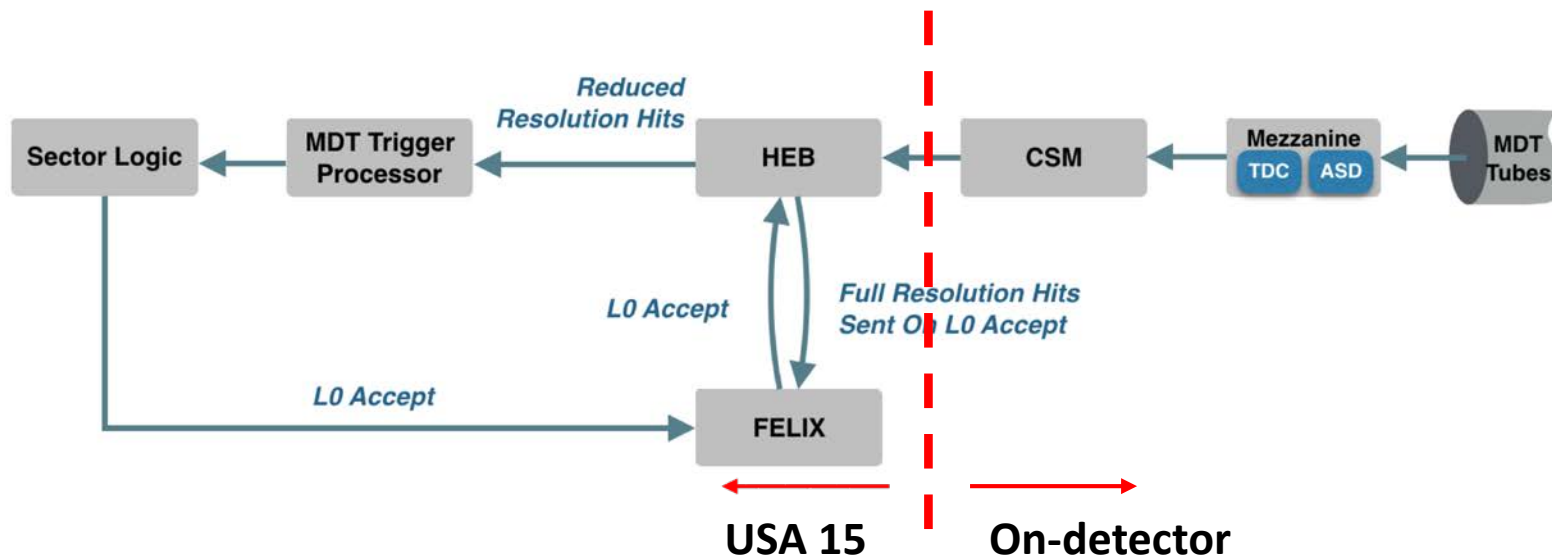 Reduced
Resolution Hits
Sector Logic
MDT Trigger
Processor
HEB
CSM
Mezzanine
TDC
ASD
MDT
Tubes
L0 Accept
Full Resolution Hits
Sent On L0 Accept
L0 Accept
FELIX
USA 15
On-detector